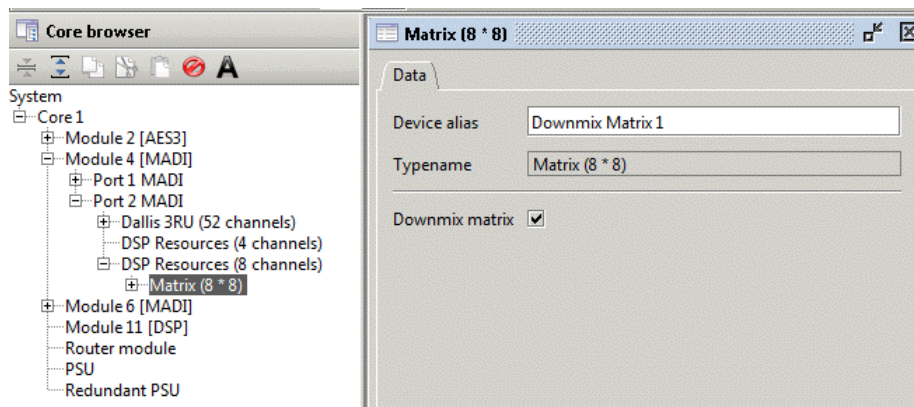 Core browser
A
System
Core 1
Module 2 [AES3]
Module 4 [MADI]
Port 1 MADI
Port 2 MADI
Dallis 3RU (52 channels)
DSP Resources (4 channels)
DSP Resources (8 channels)
Matrix (8 * 8)
Module 6 [MADI]
Module 11 [DSP]
Router module
PSU
Redundant PSU
Matrix (8 * 8)
Data
Device alias Downmix Matrix 1
Typename Matrix (8 * 8)
Downmix matrix